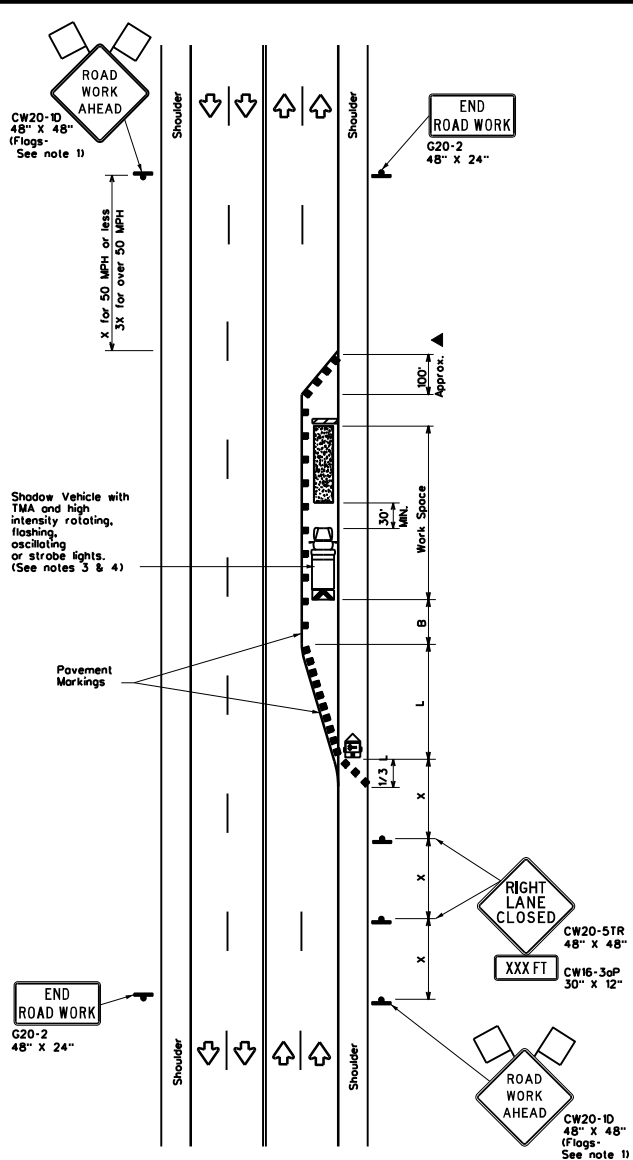 ROAD
WORK
AHEAD
CW20-1D
48" X 48"
(Flags-
See note 1)
Shoulder
Shoulder
END
ROAD WORK
G20-2
48" X 24"
X for 50 MPH or less
3X for over 50 MPH
100'
Approx.
Shadow Vehicle with
TMA and high
intensity rotating,
flashing,
oscillating
or strobe lights.
(See notes 3 & 4)
30'
MIN.
Work Space
B
Pavement
Markings
L
1/3 L
X
X
X
RIGHT
LANE
CLOSED
CW20-5TR
48" X 48"
XXX FT
CW16-3aP
30" X 12"
END
ROAD WORK
G20-2
48" X 24"
Shoulder
Shoulder
ROAD
WORK
AHEAD
CW20-1D
48" X 48"
(Flags-
See note 1)